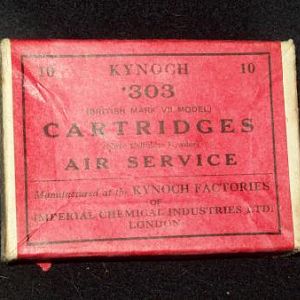 10 KYNOCH 10
·303
(BRITISH MARK VII MODEL)
CARTRIDGES
AIR SERVICE
Manufactured at the KYNOCH FACTORIES
OF
IMPERIAL CHEMICAL INDUSTRIES LTD.
LONDON